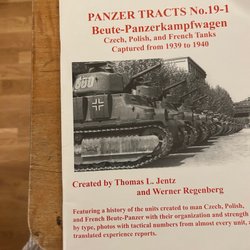 PANZER TRACTS No.19-1
Beute-Panzerkampfwagen
Czech, Polish, and French Tanks
Captured from 1939 to 1940
Created by Thomas L. Jentz
and Werner Regenberg
Featuring a history of the units created to man Czech, Polish,
and French Beute-Panzer with their organization and strength
by type, photos with tactical numbers from almost every unit, a
translated experience reports.